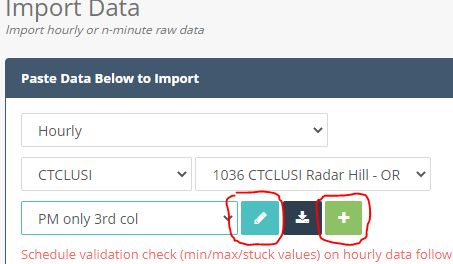 Import Data
Import hourly or n-minute raw data
Paste Data Below to Import
Hourly
CTCLUSI 1036 CTCLUSI Radar Hill - OR
PM only 3rd col
Schedule validation check (min/max/stuck values) on hourly data follow